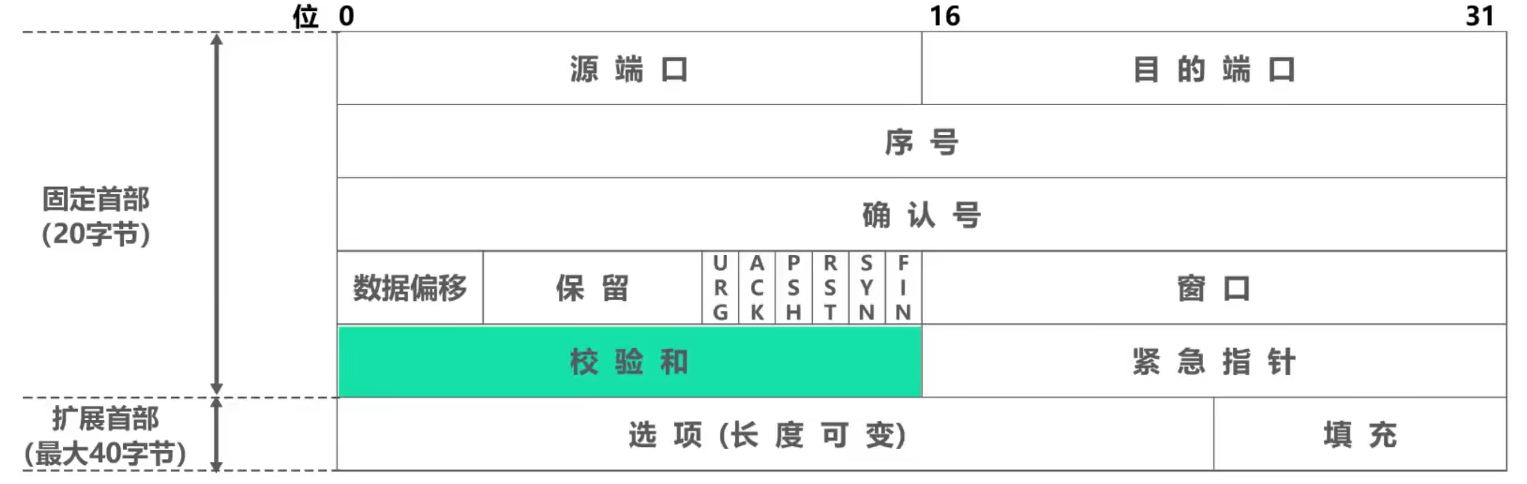 位 0 16 31
源 端 口 目 的 端 口
序 号
固定首部
(20字节)
确 认 号
数据偏移 保 留 URG ACK PSH RST SYN FIN 窗 口
校 验 和 紧 急 指 针
扩展首部
(最大40字节)
选 项 (长 度 可 变) 填 充